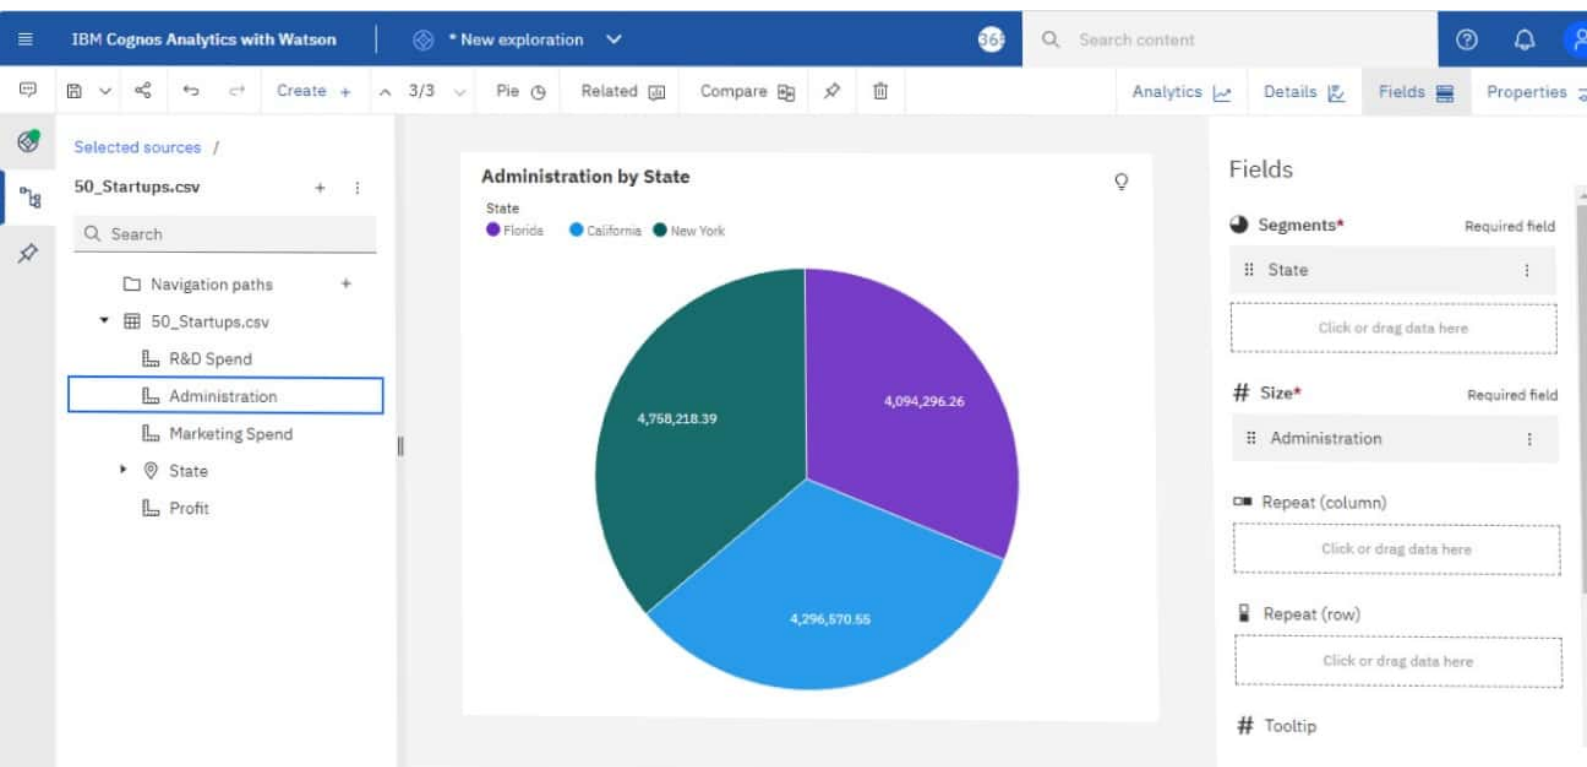 IBM Cognos Analytics with Watson
* New exploration
363
Search content
Create +
3/3
Pie
Related
Compare
Analytics
Details
Fields
Properties
Selected sources /
50_Startups.csv
Search
Navigation paths
50_Startups.csv
R&D Spend
Administration
Marketing Spend
State
Profit
Administration by State
State
Florida
California
New York
4,758,218.39
4,094,296.26
4,296,570.55
Fields
Segments*
Required field
State
Click or drag data here
# Size*
Required field
Administration
Repeat (column)
Click or drag data here
Repeat (row)
Click or drag data here
# Tooltip